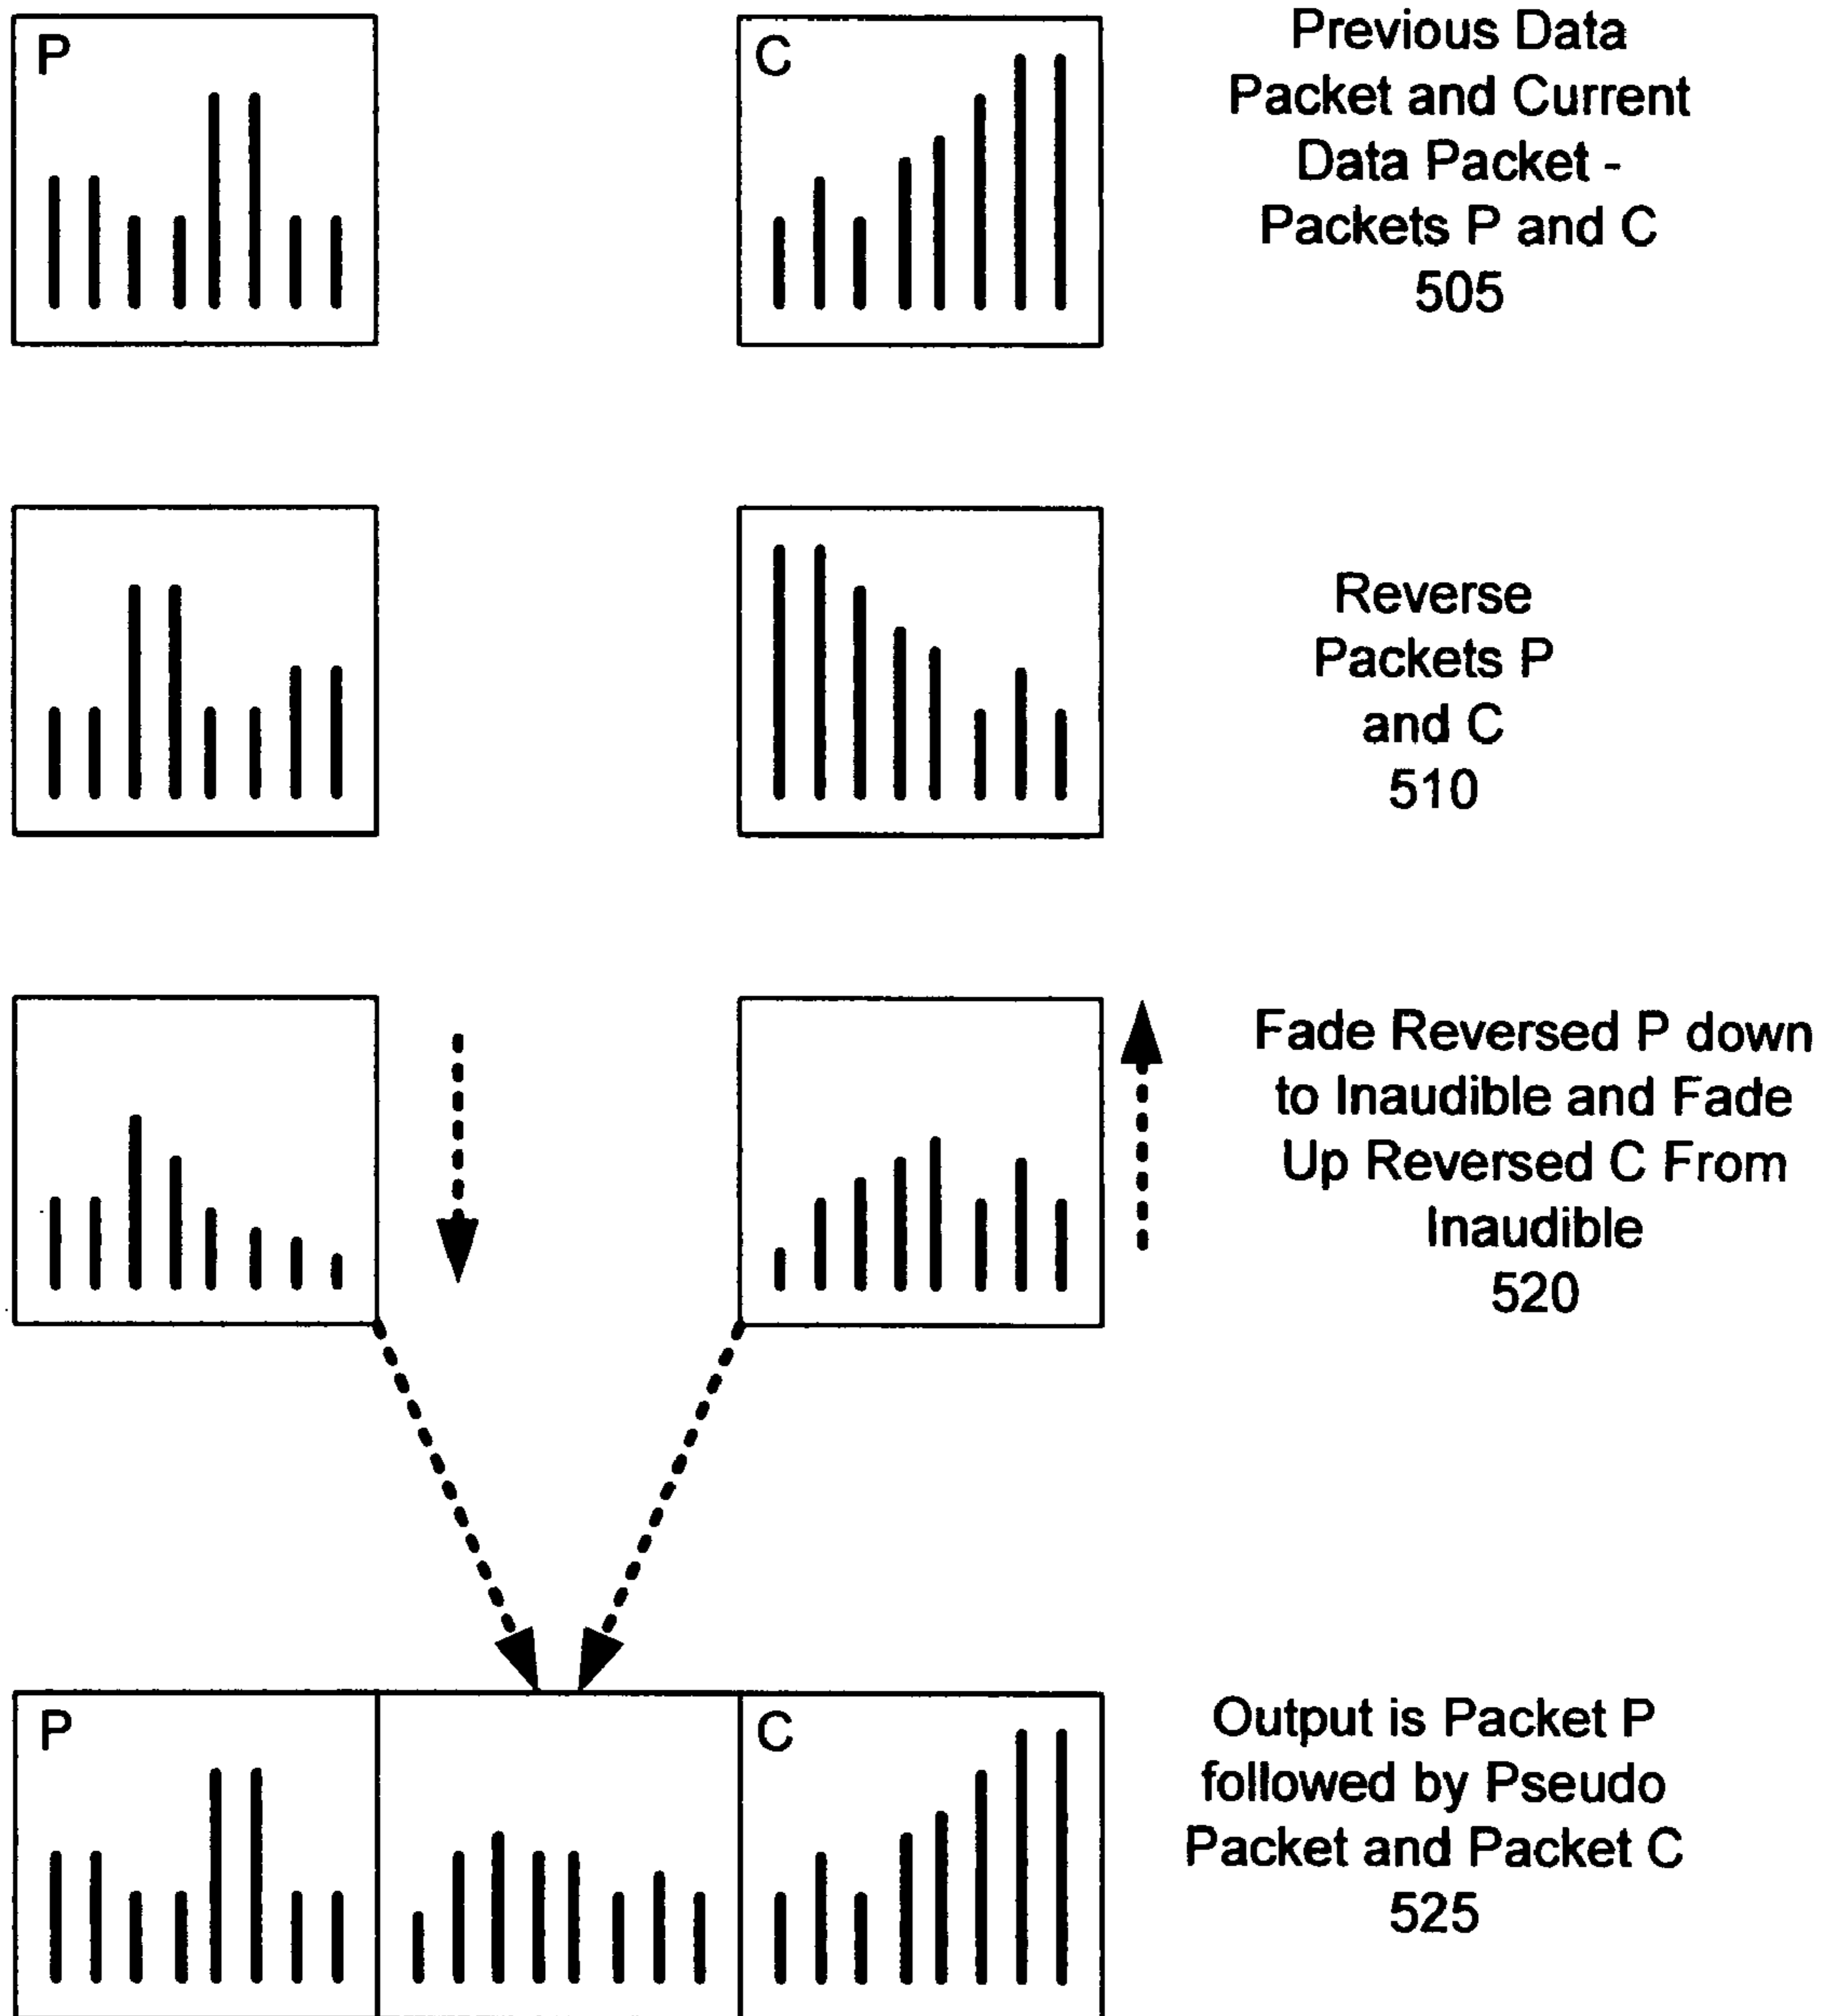 P
C
Previous Data
Packet and Current
Data Packet -
Packets P and C
505
Reverse
Packets P
and C
510
Fade Reversed P down
to Inaudible and Fade
Up Reversed C From
Inaudible
520
P
C
Output is Packet P
followed by Pseudo
Packet and Packet C
525